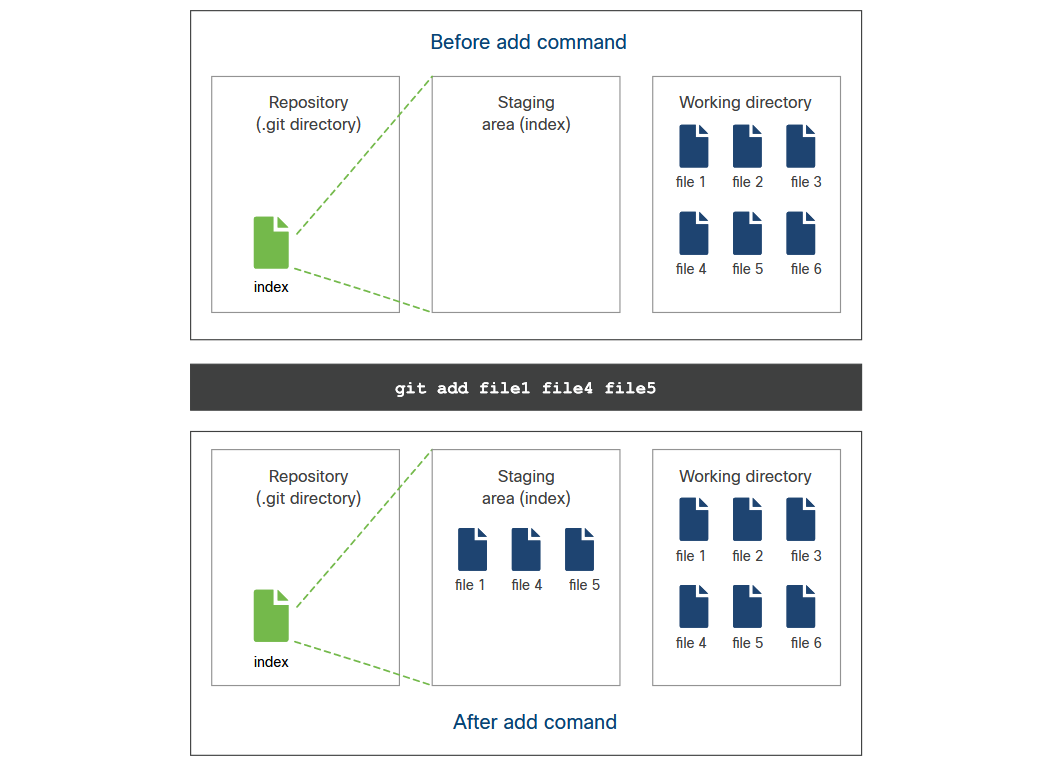 Before add command
Repository
(.git directory)
index
Staging
area (index)
Working directory
file 1 file 2 file 3
file 4 file 5 file 6
git add file1 file4 file5
Repository
(.git directory)
index
Staging
area (index)
file 1 file 4 file 5
Working directory
file 1 file 2 file 3
file 4 file 5 file 6
After add comand